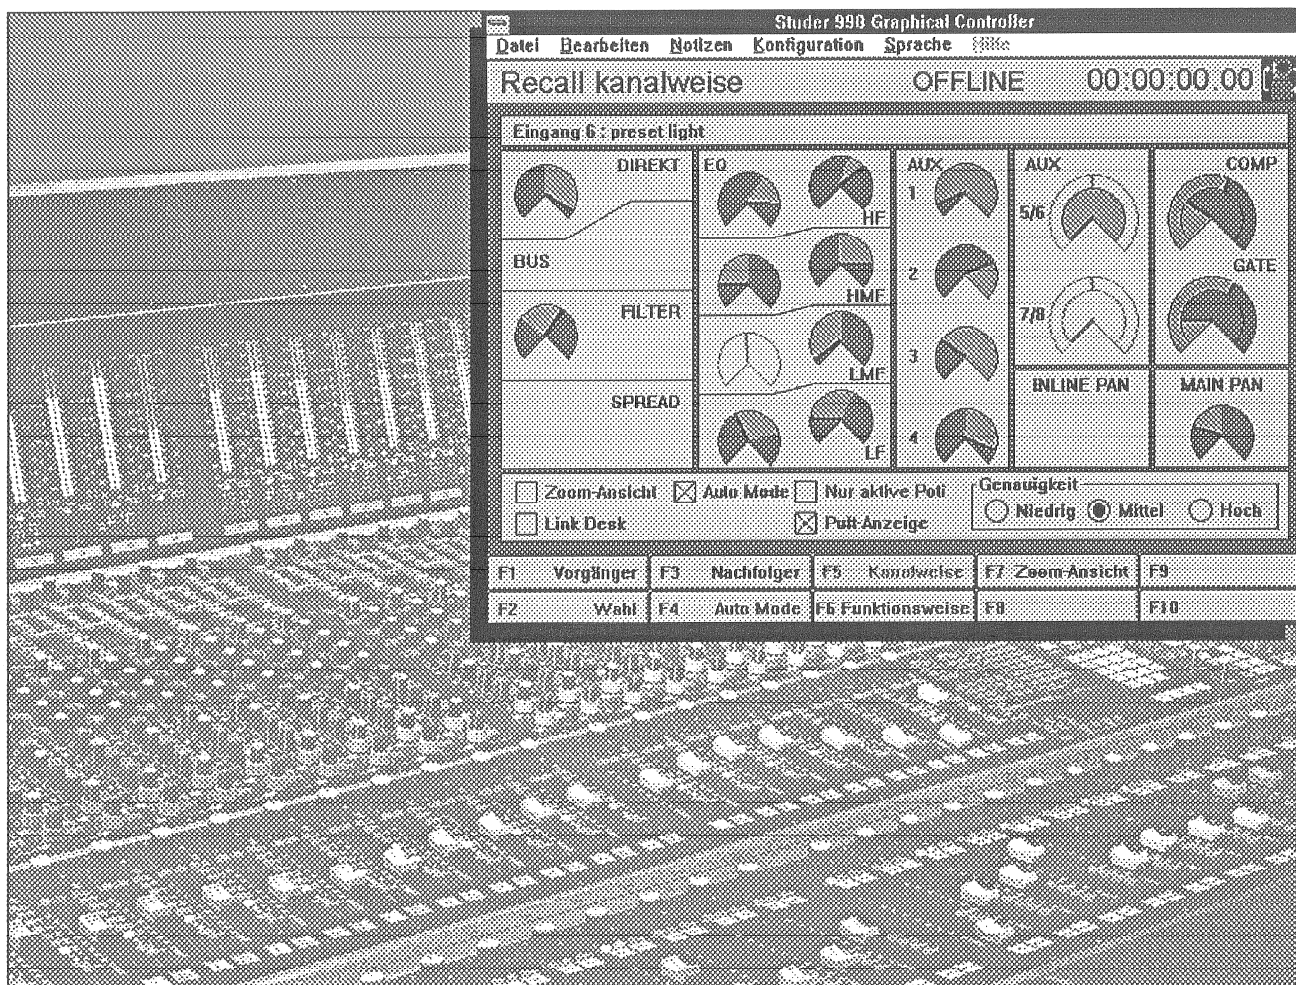 Studer 990 Graphical Controller
Datei Bearbeiten Notizen Konfiguration Sprache Hilfe
Recall kanalweise OFFLINE 00:00:00.00
Eingang 6 : preset light
DIREKT EQ AUX AUX COMP
1 5/6
HF
BUS 2 GATE
HMF
FILTER 7/8
3
LMF
SPREAD INLINE PAN MAIN PAN
4
LF
Zoom-Ansicht Auto Mode Nur aktive Poti Genauigkeit
Niedrig Mittel Hoch
Link Desk Pult-Anzeige
F1 Vorgänger F3 Nachfolger F5 Kanalweise F7 Zoom-Ansicht F9
F2 Wahl F4 Auto Mode F6 Funktionsweise F8 F10